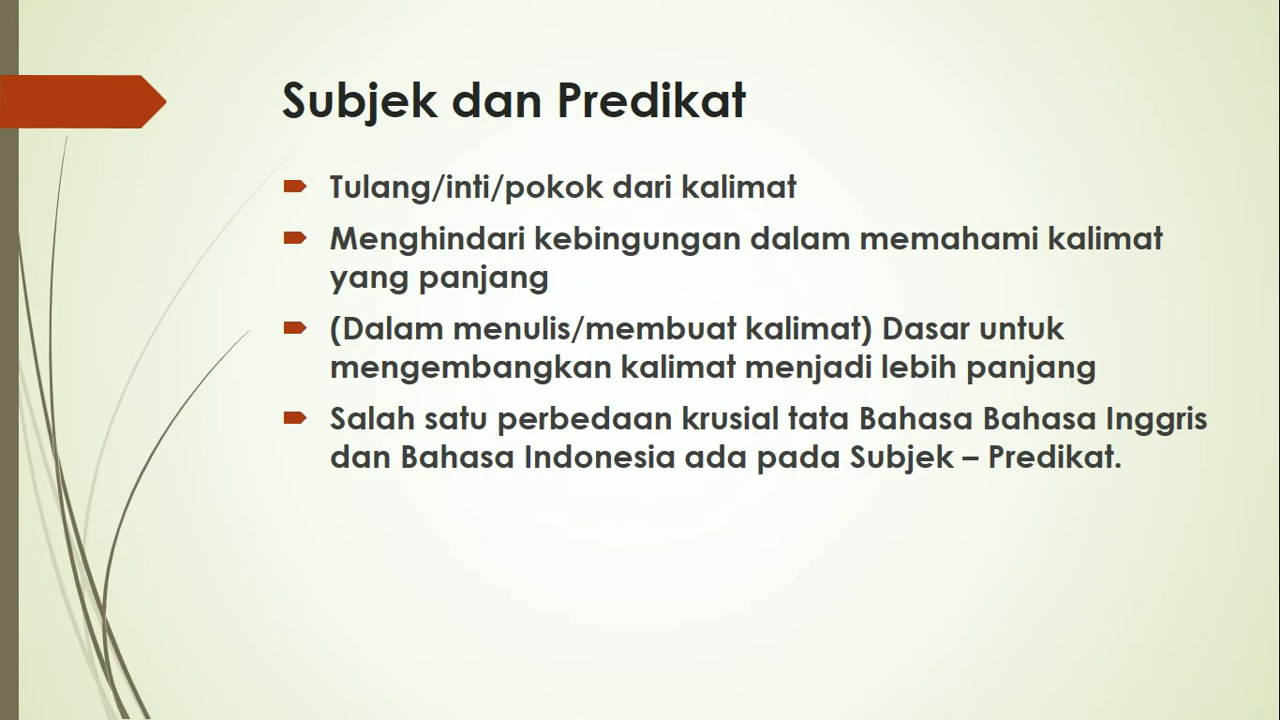 Subjek dan Predikat
Tulang/inti/pokok dari kalimat
Menghindari kebingungan dalam memahami kalimat
yang panjang
(Dalam menulis/membuat kalimat) Dasar untuk
mengembangkan kalimat menjadi lebih panjang
Salah satu perbedaan krusial tata Bahasa Bahasa Inggris
dan Bahasa Indonesia ada pada Subjek – Predikat.